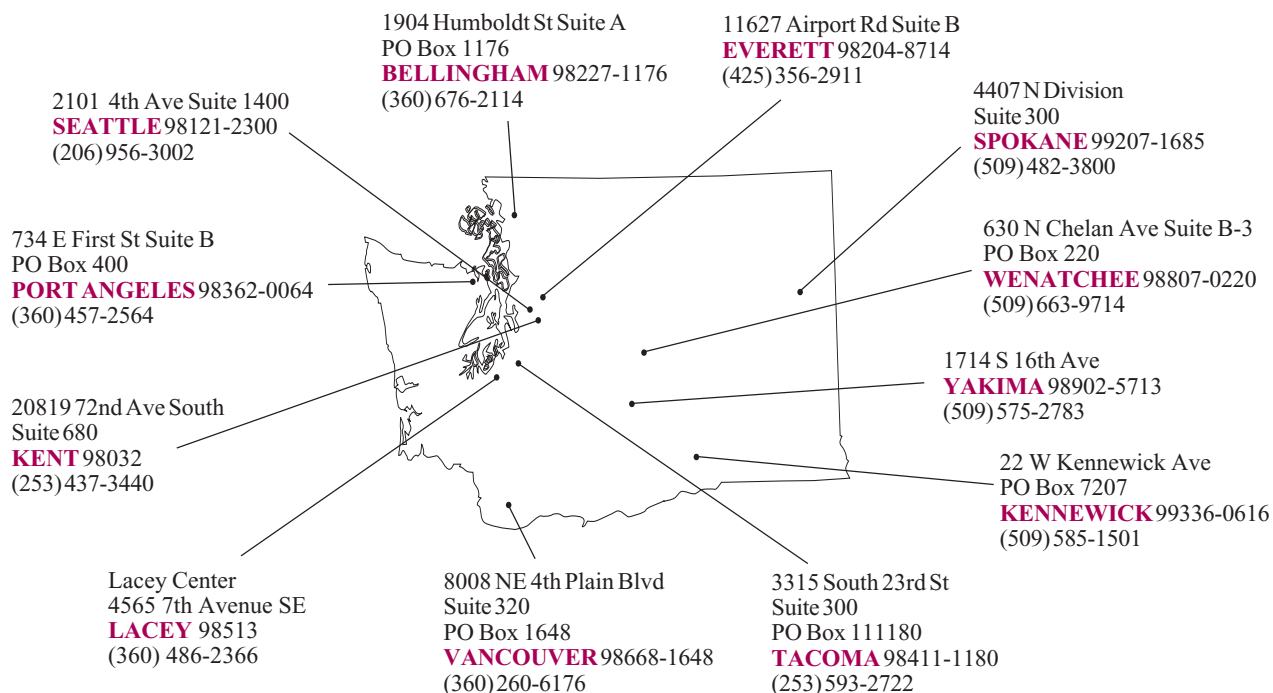 1904 Humboldt St Suite A
PO Box 1176
BELLINGHAM 98227-1176
(360) 676-2114
11627 Airport Rd Suite B
EVERETT 98204-8714
(425) 356-2911
2101 4th Ave Suite 1400
SEATTLE 98121-2300
(206) 956-3002
4407 N Division
Suite 300
SPOKANE 99207-1685
(509) 482-3800
734 E First St Suite B
PO Box 400
PORT ANGELES 98362-0064
(360) 457-2564
630 N Chelan Ave Suite B-3
PO Box 220
WENATCHEE 98807-0220
(509) 663-9714
1714 S 16th Ave
YAKIMA 98902-5713
(509) 575-2783
20819 72nd Ave South
Suite 680
KENT 98032
(253) 437-3440
22 W Kennewick Ave
PO Box 7207
KENNEWICK 99336-0616
(509) 585-1501
Lacey Center
4565 7th Avenue SE
LACEY 98513
(360) 486-2366
8008 NE 4th Plain Blvd
Suite 320
PO Box 1648
VANCOUVER 98668-1648
(360) 260-6176
3315 South 23rd St
Suite 300
PO Box 111180
TACOMA 98411-1180
(253) 593-2722